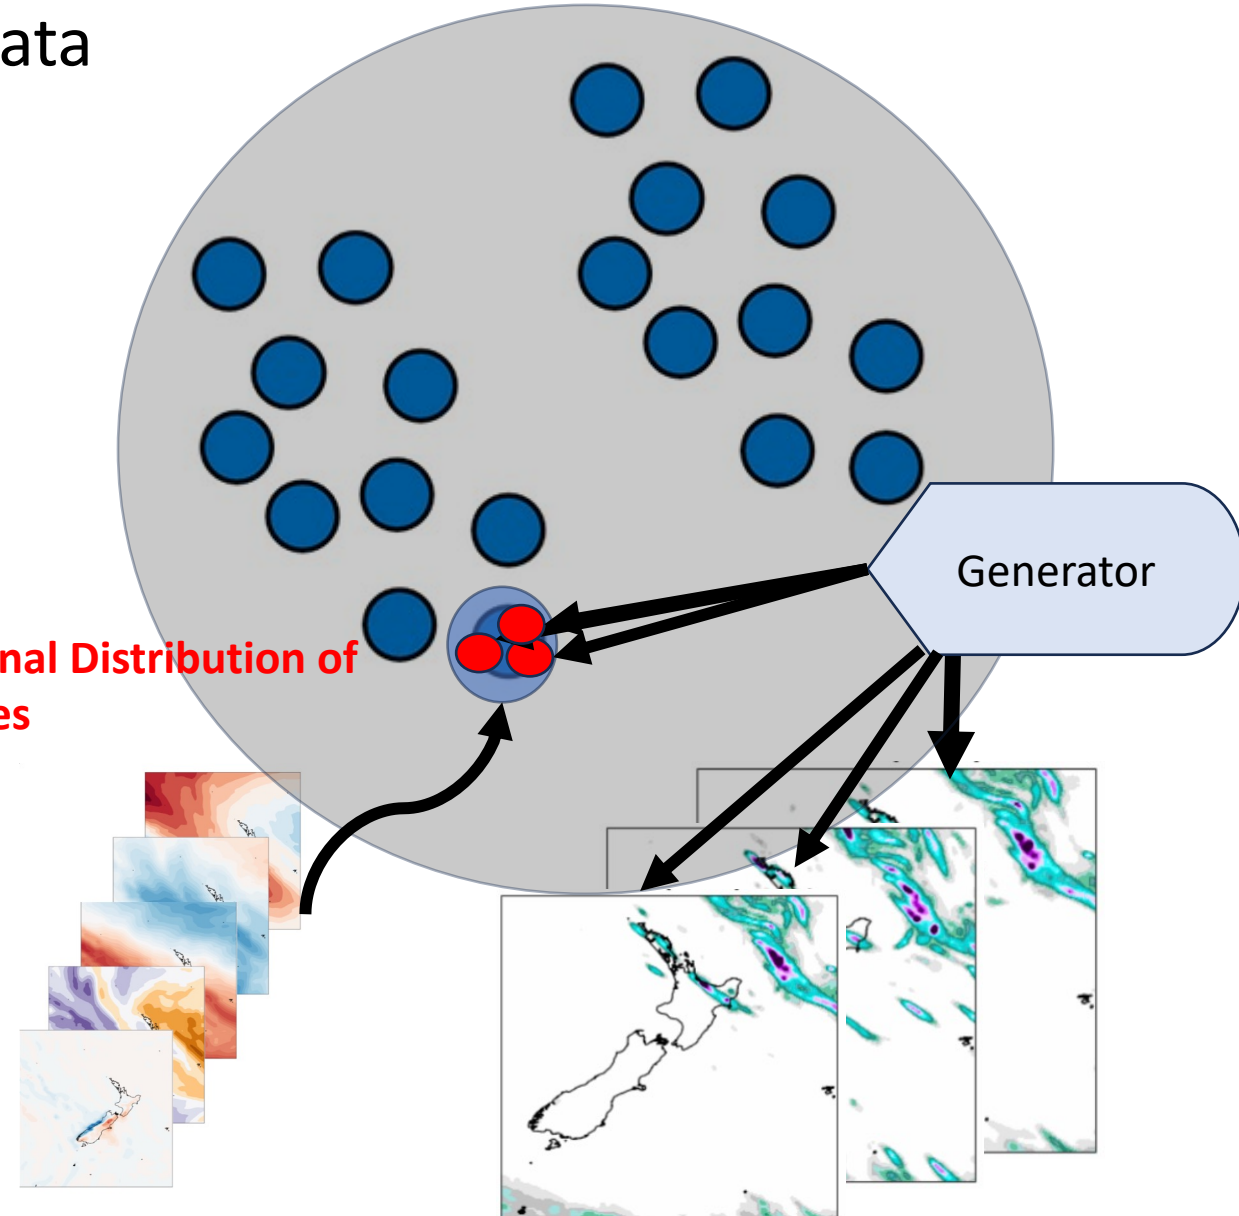 ata
Generator
nal Distribution of
es